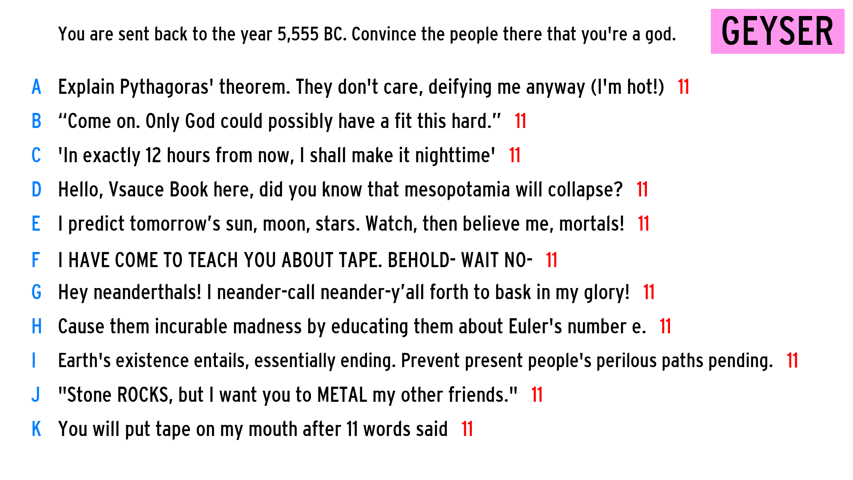 You are sent back to the year 5,555 BC. Convince the people there that you're a god.
GEYSER
A Explain Pythagoras' theorem. They don't care, deifying me anyway (I'm hot!) 11
B “Come on. Only God could possibly have a fit this hard.” 11
C 'In exactly 12 hours from now, I shall make it nighttime' 11
D Hello, Vsauce Book here, did you know that mesopotamia will collapse? 11
E I predict tomorrow’s sun, moon, stars. Watch, then believe me, mortals! 11
F I HAVE COME TO TEACH YOU ABOUT TAPE. BEHOLD- WAIT NO- 11
G Hey neanderthals! I neander-call neander-y’all forth to bask in my glory! 11
H Cause them incurable madness by educating them about Euler's number e. 11
I Earth's existence entails, essentially ending. Prevent present people's perilous paths pending. 11
J "Stone ROCKS, but I want you to METAL my other friends." 11
K You will put tape on my mouth after 11 words said 11